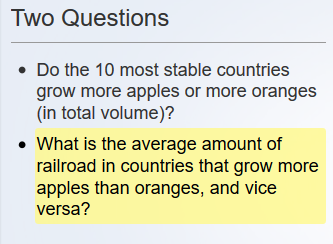 Two Questions
• Do the 10 most stable countries
grow more apples or more oranges
(in total volume)?
• What is the average amount of
railroad in countries that grow more
apples than oranges, and vice
versa?